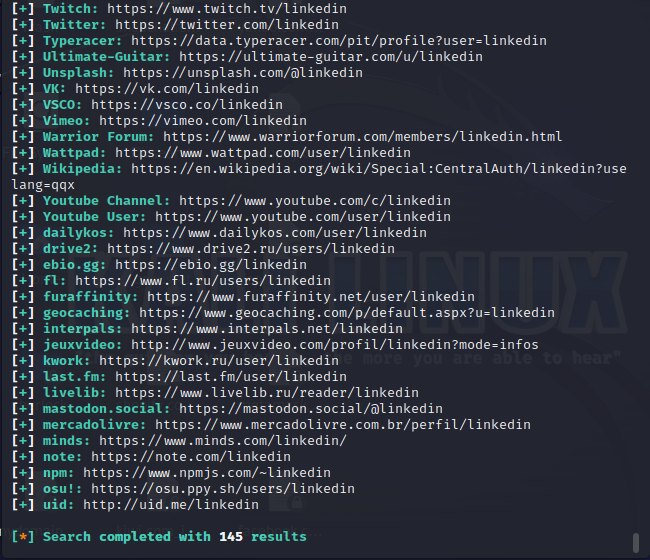 [+] Twitch: https://www.twitch.tv/linkedin
[+] Twitter: https://twitter.com/linkedin
[+] Typeracer: https://data.typeracer.com/pit/profile?user=linkedin
[+] Ultimate-Guitar: https://ultimate-guitar.com/u/linkedin
[+] Unsplash: https://unsplash.com/@linkedin
[+] VK: https://vk.com/linkedin
[+] VSCO: https://vsco.co/linkedin
[+] Vimeo: https://vimeo.com/linkedin
[+] Warrior Forum: https://www.warriorforum.com/members/linkedin.html
[+] Wattpad: https://www.wattpad.com/user/linkedin
[+] Wikipedia: https://en.wikipedia.org/wiki/Special:CentralAuth/linkedin?use
lang=qqx
[+] Youtube Channel: https://www.youtube.com/c/linkedin
[+] Youtube User: https://www.youtube.com/user/linkedin
[+] dailykos: https://www.dailykos.com/user/linkedin
[+] drive2: https://www.drive2.ru/users/linkedin
[+] ebio.gg: https://ebio.gg/linkedin
[+] fl: https://www.fl.ru/users/linkedin
[+] furaffinity: https://www.furaffinity.net/user/linkedin
[+] geocaching: https://www.geocaching.com/p/default.aspx?u=linkedin
[+] interpals: https://www.interpals.net/linkedin
[+] jeuxvideo: http://www.jeuxvideo.com/profil/linkedin?mode=infos
[+] kwork: https://kwork.ru/user/linkedin
[+] last.fm: https://last.fm/user/linkedin
[+] livelib: https://www.livelib.ru/reader/linkedin
[+] mastodon.social: https://mastodon.social/@linkedin
[+] mercadolivre: https://www.mercadolivre.com.br/perfil/linkedin
[+] minds: https://www.minds.com/linkedin/
[+] note: https://note.com/linkedin
[+] npm: https://www.npmjs.com/~linkedin
[+] osu!: https://osu.ppy.sh/users/linkedin
[+] uid: http://uid.me/linkedin
[*] Search completed with 145 results
LINUX
more you are able to hear"